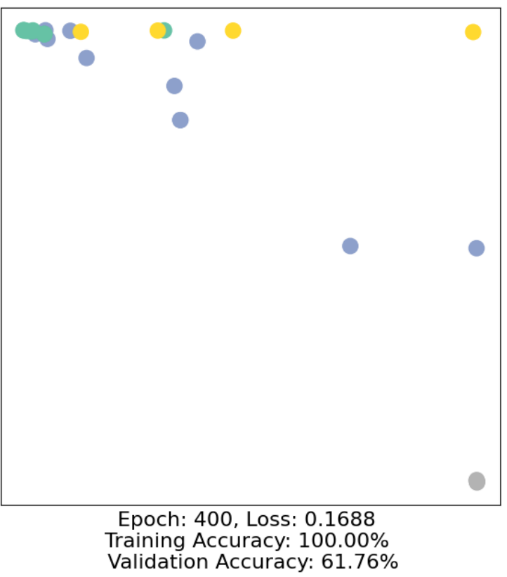 Epoch: 400, Loss: 0.1688
Training Accuracy: 100.00%
Validation Accuracy: 61.76%